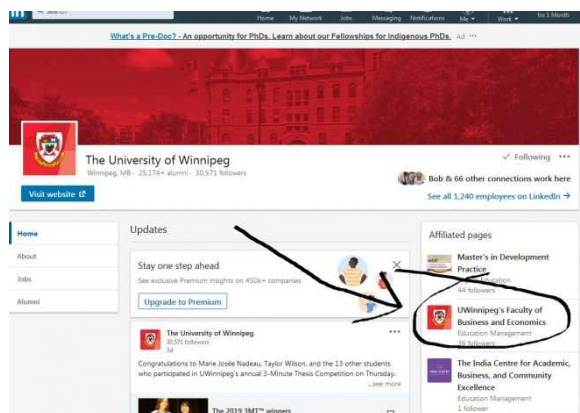 in
Search
Home My Network Jobs Messaging Notifications Me Work for 1 Month
What's a Pre-Doc? - An opportunity for PhDs. Learn about our Fellowships for Indigenous PhDs. Ad ...
The University of Winnipeg
Winnipeg, MB · 25,174+ alumni · 30,571 followers
Following ...
Bob & 66 other connections work here
Visit website
See all 1,240 employees on LinkedIn →
Home
About
Jobs
Alumni
Updates
Stay one step ahead
See exclusive Premium insights on 450k+ companies
Upgrade to Premium
The University of Winnipeg
30,571 followers
3d
Congratulations to Marie Josée Nadeau, Taylor Wilson, and the 13 other students
who participated in UWinnipeg's annual 3-Minute Thesis Competition on Thursday.
...see more
The 2019 3MT™ winners
Affiliated pages
Master's in Development
Practice
Education
44 followers
UWinnipeg's Faculty of
Business and Economics
Education Management
36 followers
The India Centre for Academic,
Business, and Community
Excellence
Education Management
1 follower